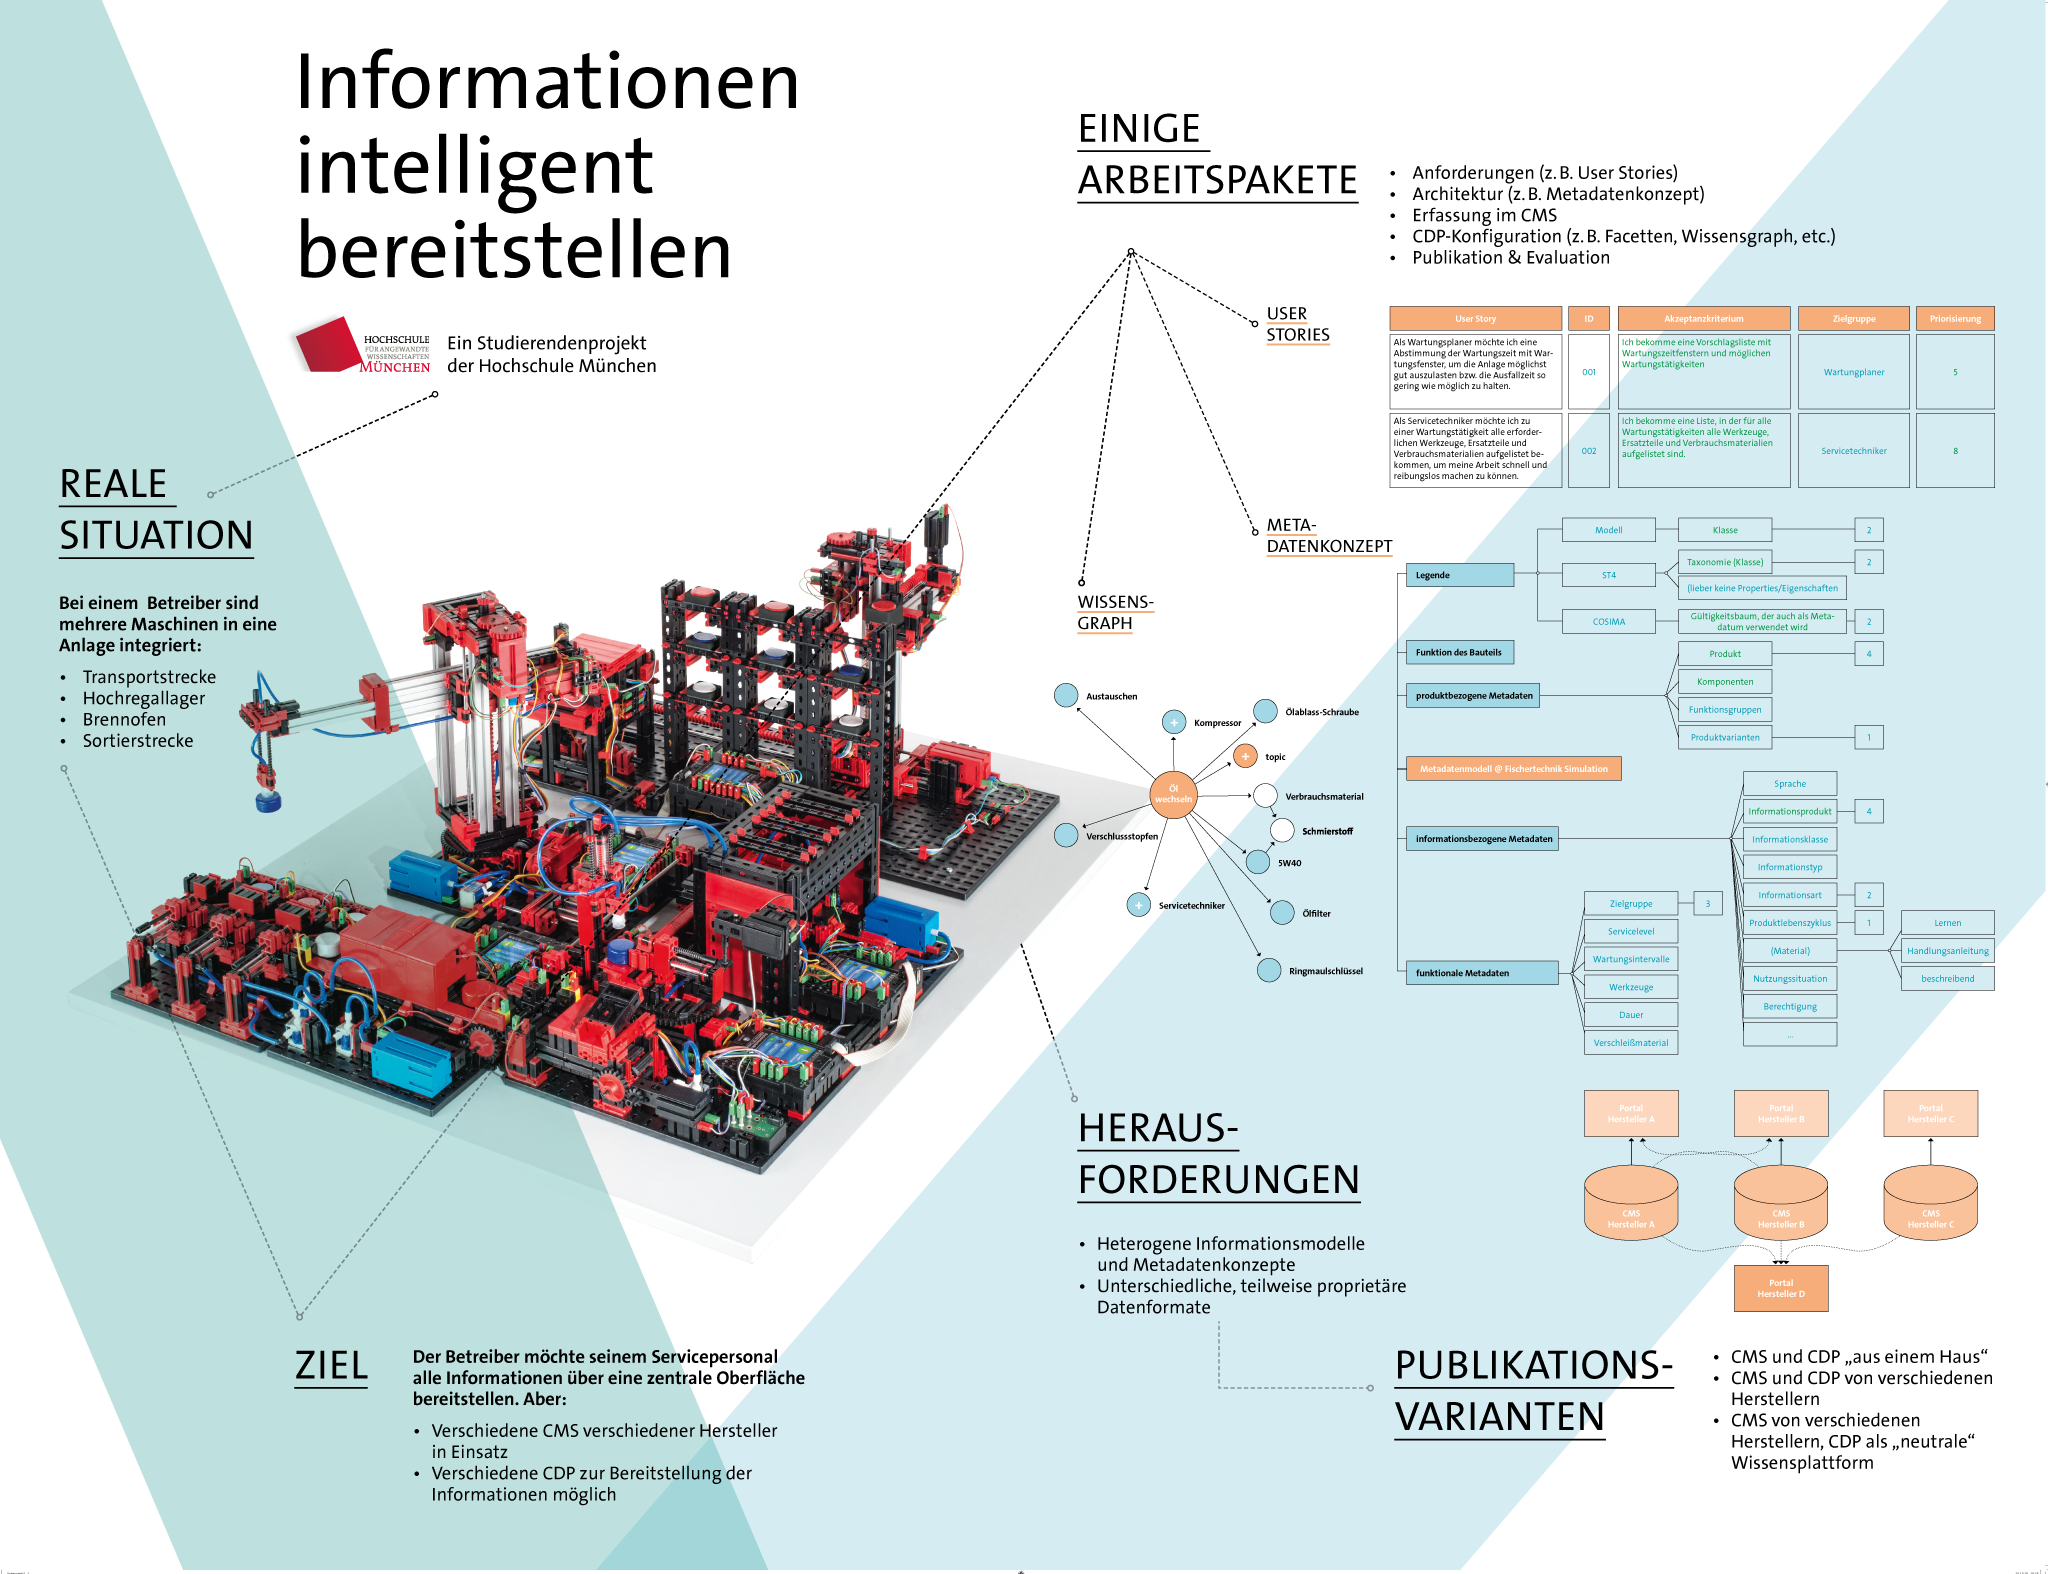 Informationen
intelligent
bereitstellen
HOCHSCHULE
FÜR ANGEWANDTE
WISSENSCHAFTEN
MÜNCHEN
Ein Studierendenprojekt
der Hochschule München
REALE
SITUATION
Bei einem Betreiber sind
mehrere Maschinen in eine
Anlage integriert:
• Transportstrecke
• Hochregallager
• Brennofen
• Sortierstrecke
ZIEL
Der Betreiber möchte seinem Servicepersonal
alle Informationen über eine zentrale Oberfläche
bereitstellen. Aber:
• Verschiedene CMS verschiedener Hersteller
in Einsatz
• Verschiedene CDP zur Bereitstellung der
Informationen möglich
EINIGE
ARBEITSPAKETE
• Anforderungen (z. B. User Stories)
• Architektur (z. B. Metadatenkonzept)
• Erfassung im CMS
• CDP-Konfiguration (z. B. Facetten, Wissensgraph, etc.)
• Publikation & Evaluation
USER
STORIES
User Story
ID
Akzeptanzkriterium
Zielgruppe
Priorisierung
Als Wartungsplaner möchte ich eine
Abstimmung der Wartungszeit mit War-
tungsfenster, um die Anlage möglichst
gut auszulasten bzw. die Ausfallzeit so
gering wie möglich zu halten.
001
Ich bekomme eine Vorschlagsliste mit
Wartungszeitfenstern und möglichen
Wartungstätigkeiten
Wartungplaner
5
Als Servicetechniker möchte ich zu
einer Wartungstätigkeit alle erforder-
lichen Werkzeuge, Ersatzteile und
Verbrauchsmaterialien aufgelistet be-
kommen, um meine Arbeit schnell und
reibungslos machen zu können.
002
Ich bekomme eine Liste, in der für alle
Wartungstätigkeiten alle Werkzeuge,
Ersatzteile und Verbrauchsmaterialien
aufgelistet sind.
Servicetechniker
8
META-
DATENKONZEPT
Legende
Modell
Klasse
2
ST4
Taxonomie (Klasse)
2
(lieber keine Properties/Eigenschaften
COSIMA
Gültigkeitsbaum, der auch als Meta-
datum verwendet wird
2
Funktion des Bauteils
produktbezogene Metadaten
Produkt
4
Komponenten
Funktionsgruppen
Produktvarianten
1
Metadatenmodell @ Fischertechnik Simulation
informationsbezogene Metadaten
Sprache
Informationsprodukt
4
Informationsklasse
Informationstyp
Informationsart
2
Produktlebenszyklus
1
(Material)
Lernen
Handlungsanleitung
beschreibend
Nutzungssituation
Berechtigung
...
funktionale Metadaten
Zielgruppe
3
Servicelevel
Wartungsintervalle
Werkzeuge
Dauer
Verschleißmaterial
WISSENS-
GRAPH
Austauschen
+
Kompressor
Ölablass-Schraube
+
topic
Öl
wechseln
Verbrauchsmaterial
Verschlussstopfen
Schmierstoff
5W40
+
Servicetechniker
Ölfilter
Ringmaulschlüssel
HERAUS-
FORDERUNGEN
• Heterogene Informationsmodelle
und Metadatenkonzepte
• Unterschiedliche, teilweise proprietäre
Datenformate
Portal
Hersteller A
Portal
Hersteller B
Portal
Hersteller C
CMS
Hersteller A
CMS
Hersteller B
CMS
Hersteller C
Portal
Hersteller D
PUBLIKATIONS-
VARIANTEN
• CMS und CDP „aus einem Haus“
• CMS und CDP von verschiedenen
Herstellern
• CMS von verschiedenen
Herstellern, CDP als „neutrale“
Wissensplattform